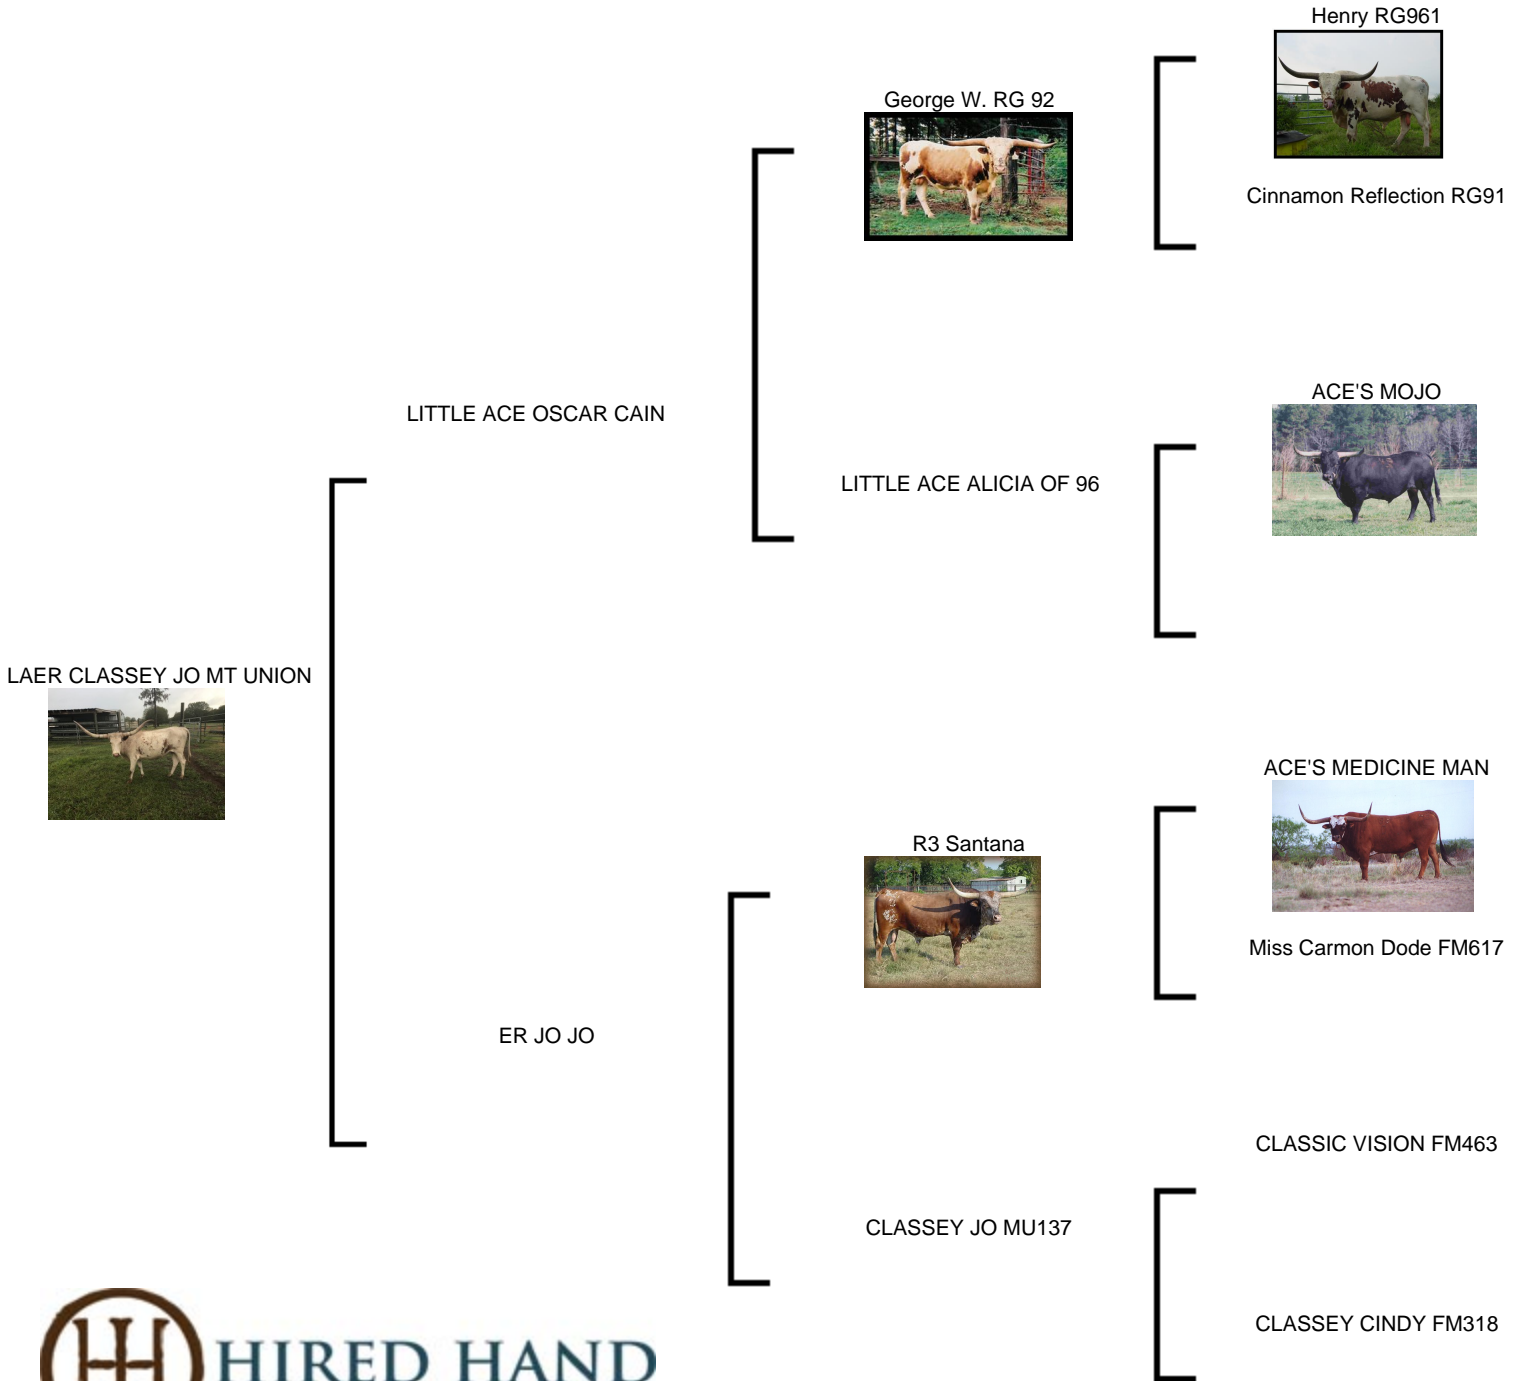 Henry RG961
George W. RG 92
Cinnamon Reflection RG91
ACE'S MOJO
LITTLE ACE OSCAR CAIN
LITTLE ACE ALICIA OF 96
LAER CLASSEY JO MT UNION
ACE'S MEDICINE MAN
R3 Santana
Miss Carmon Dode FM617
ER JO JO
CLASSIC VISION FM463
CLASSEY JO MU137
CLASSEY CINDY FM318
HIRED HAND